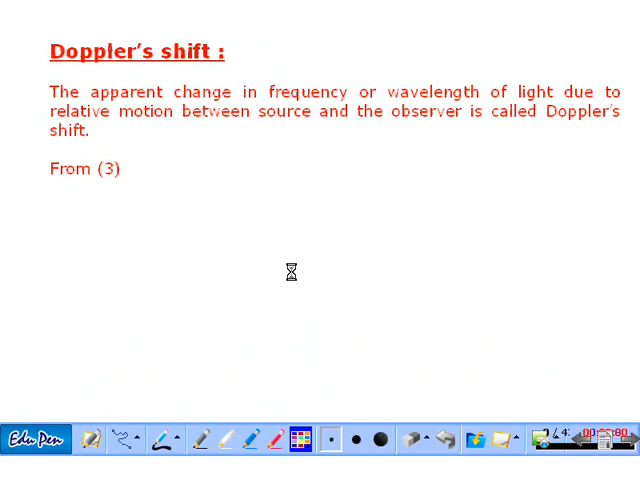 Doppler's shift :
The apparent change in frequency or wavelength of light due to
relative motion between source and the observer is called Doppler's
shift.
From (3)
Edu Pen